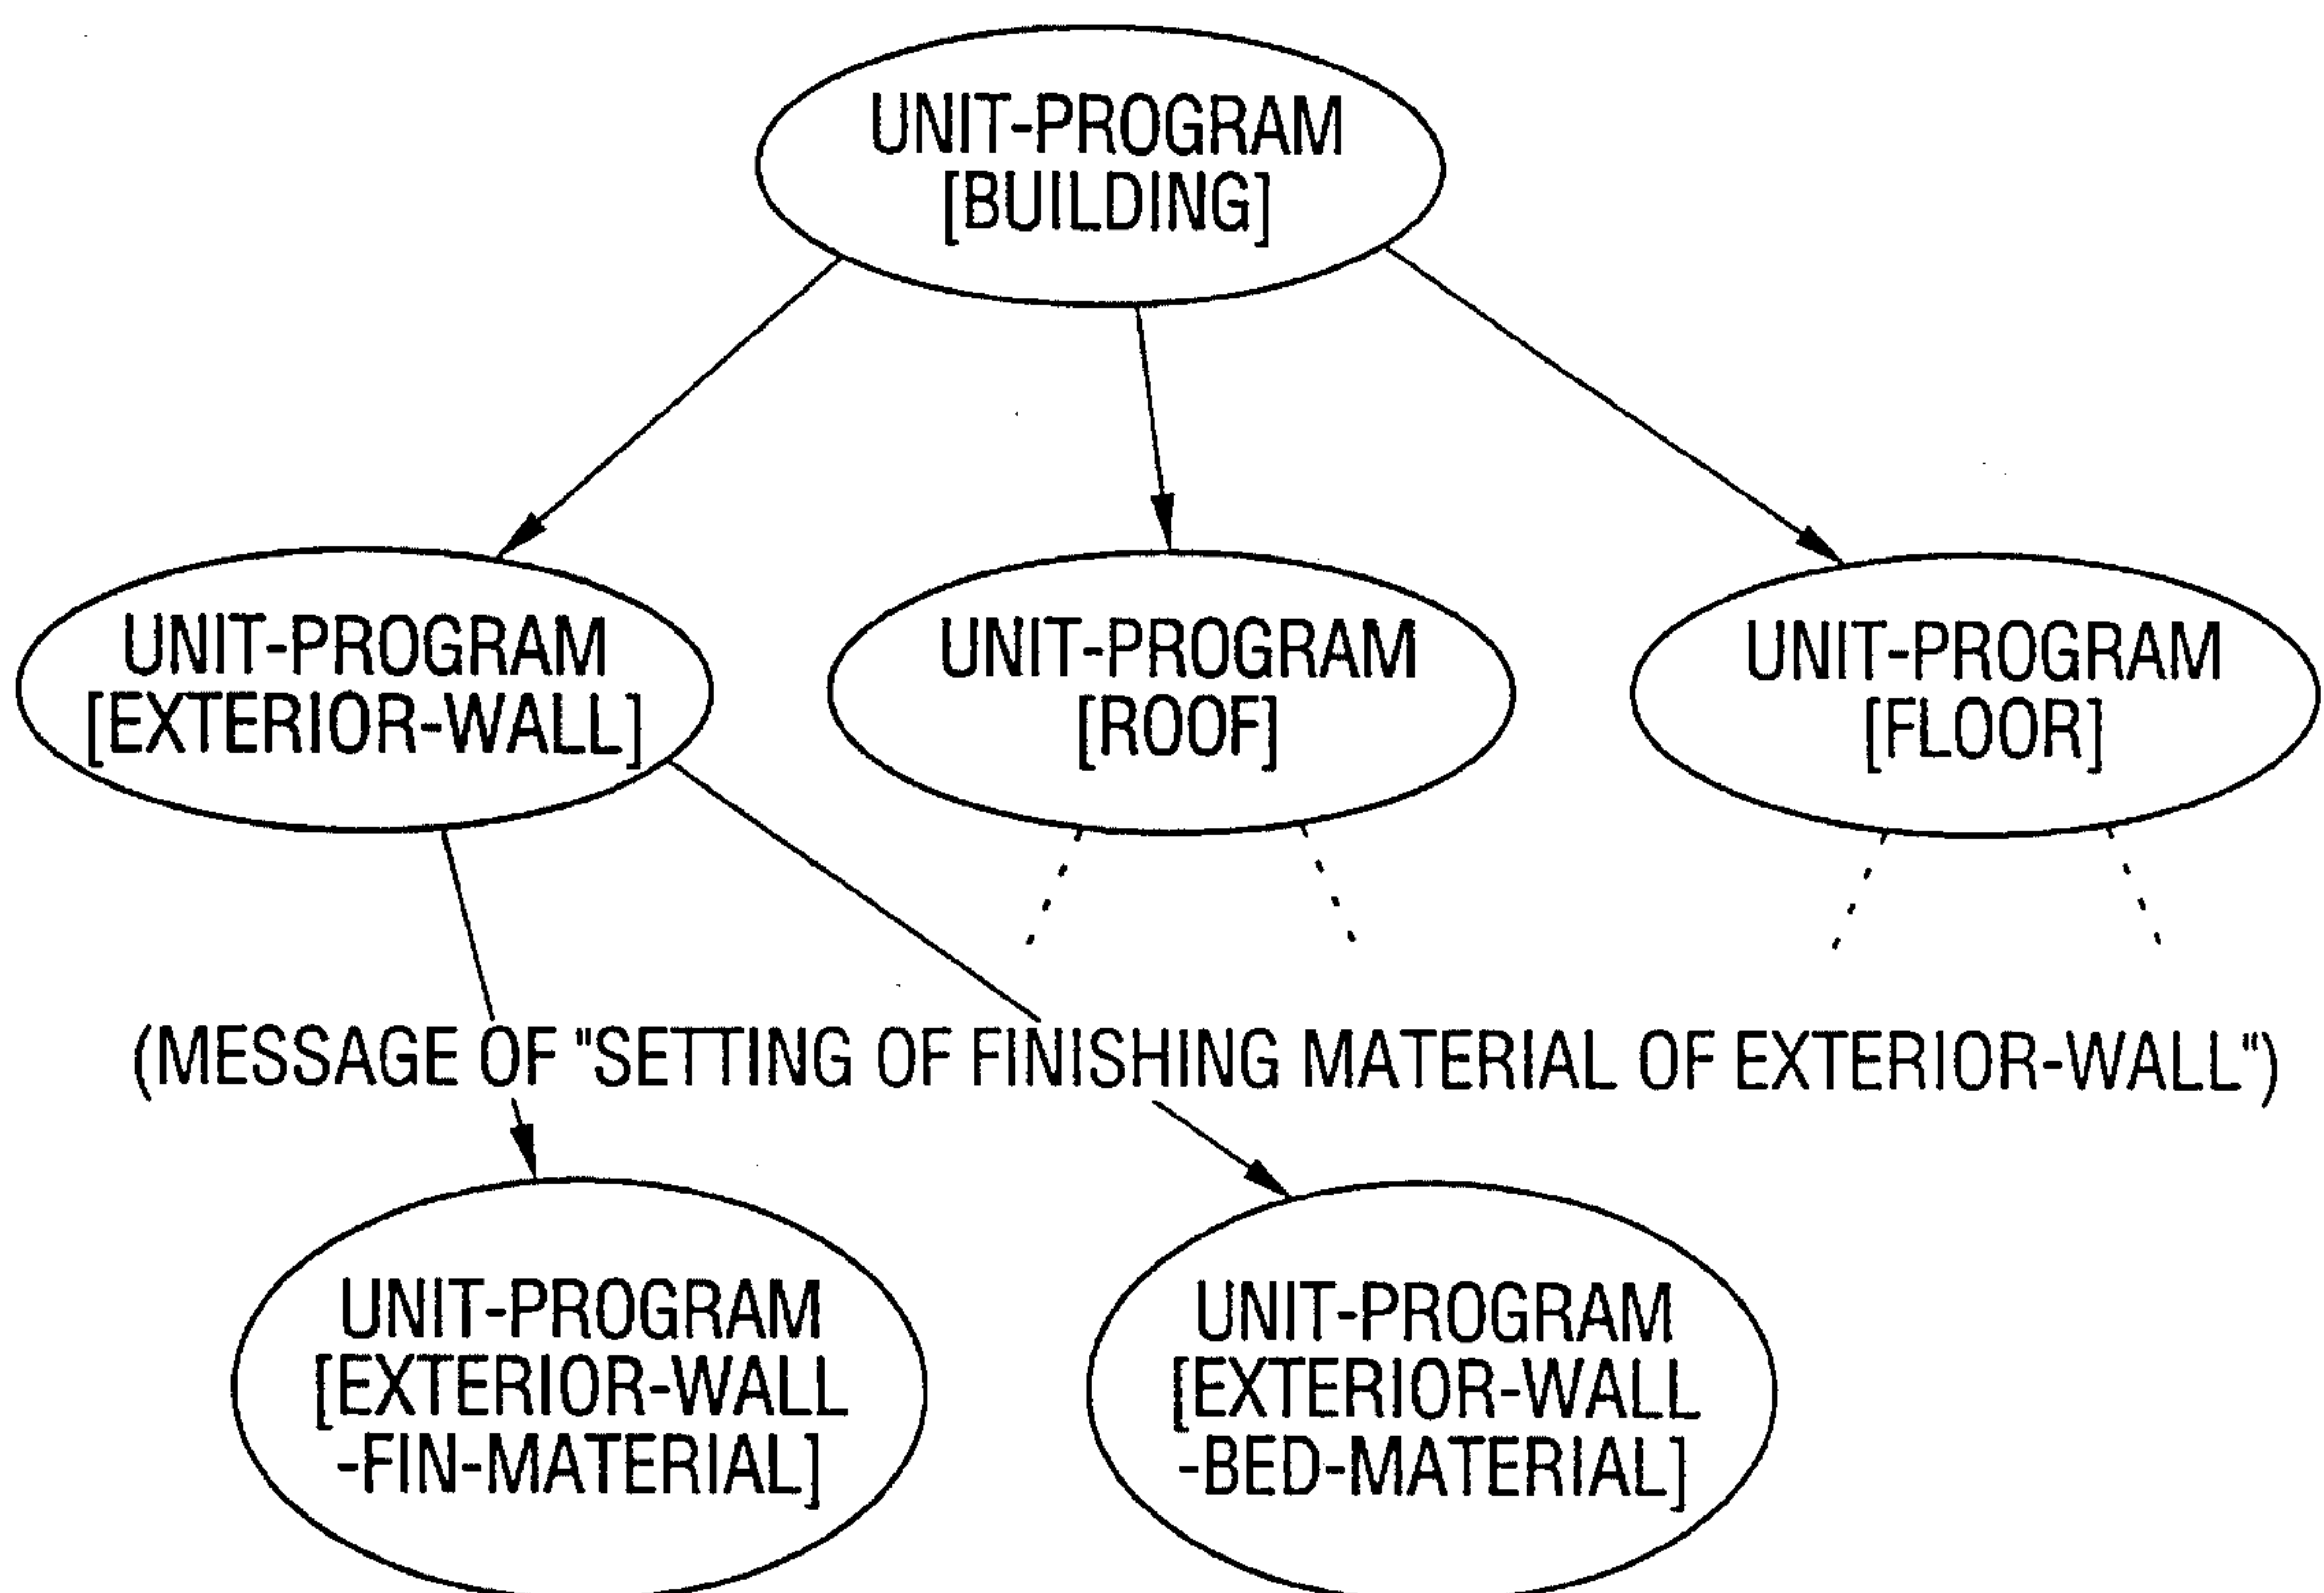 UNIT-PROGRAM
[BUILDING]
UNIT-PROGRAM
[EXTERIOR-WALL]
UNIT-PROGRAM
[ROOF]
UNIT-PROGRAM
[FLOOR]
(MESSAGE OF "SETTING OF FINISHING MATERIAL OF EXTERIOR-WALL")
UNIT-PROGRAM
[EXTERIOR-WALL
-FIN-MATERIAL]
UNIT-PROGRAM
[EXTERIOR-WALL
-BED-MATERIAL]